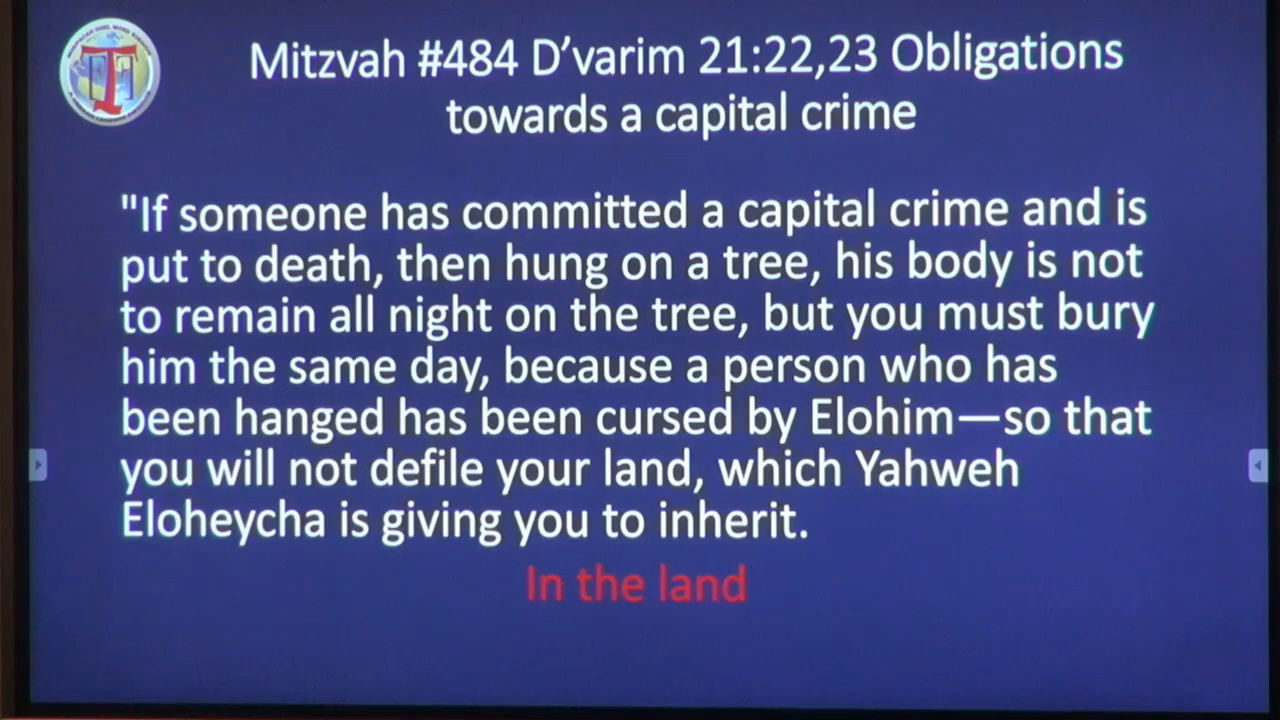 Mitzvah #484 D'varim 21:22,23 Obligations
towards a capital crime
"If someone has committed a capital crime and is
put to death, then hung on a tree, his body is not
to remain all night on the tree, but you must bury
him the same day, because a person who has
been hanged has been cursed by Elohim—so that
you will not defile your land, which Yahweh
Eloheycha is giving you to inherit.
In the land